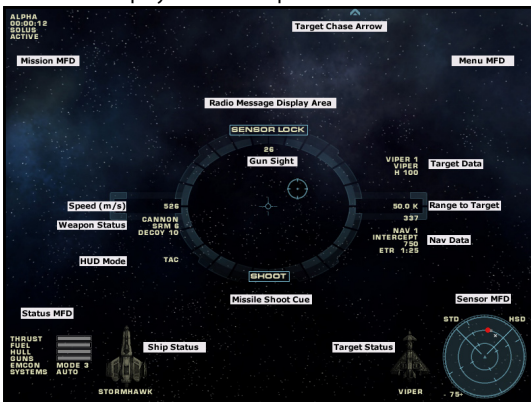 ALPHA
00:00:12
SOLUS
ACTIVE
Target Chase Arrow
Mission MFD
Menu MFD
Radio Message Display Area
SENSOR LOCK
26
Gun Sight
VIPER 1
VIPER
H 100
Target Data
Speed (m/s)
526
50.0 K
Range to Target
Weapon Status
CANNON
SRM 6
DECOY 10
337
NAV 1
INTERCEPT
750
ETR 1:25
Nav Data
HUD Mode
TAC
SHOOT
Missile Shoot Cue
Status MFD
Sensor MFD
STD
HSD
THRUST
FUEL
HULL
GUNS
EMCON MODE 3
SYSTEMS AUTO
Ship Status
Target Status
STORMHAWK
VIPER
- 75+